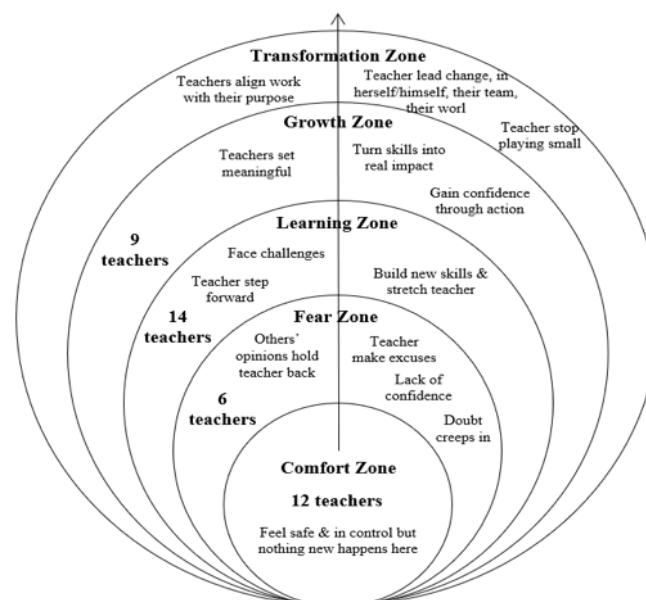 Transformation Zone
Teachers align work
with their purpose
Teacher lead change, in
herself/himself, their team,
their worl
Teacher stop
playing small
Growth Zone
Teachers set
meaningful
Turn skills into
real impact
Gain confidence
through action
9
teachers
Learning Zone
Face challenges
Teacher step
forward
Build new skills &
stretch teacher
14
teachers
Fear Zone
Others'
opinions hold
teacher back
Teacher
make excuses
Lack of
confidence
Doubt
creeps in
6
teachers
Comfort Zone
12 teachers
Feel safe & in control but
nothing new happens here